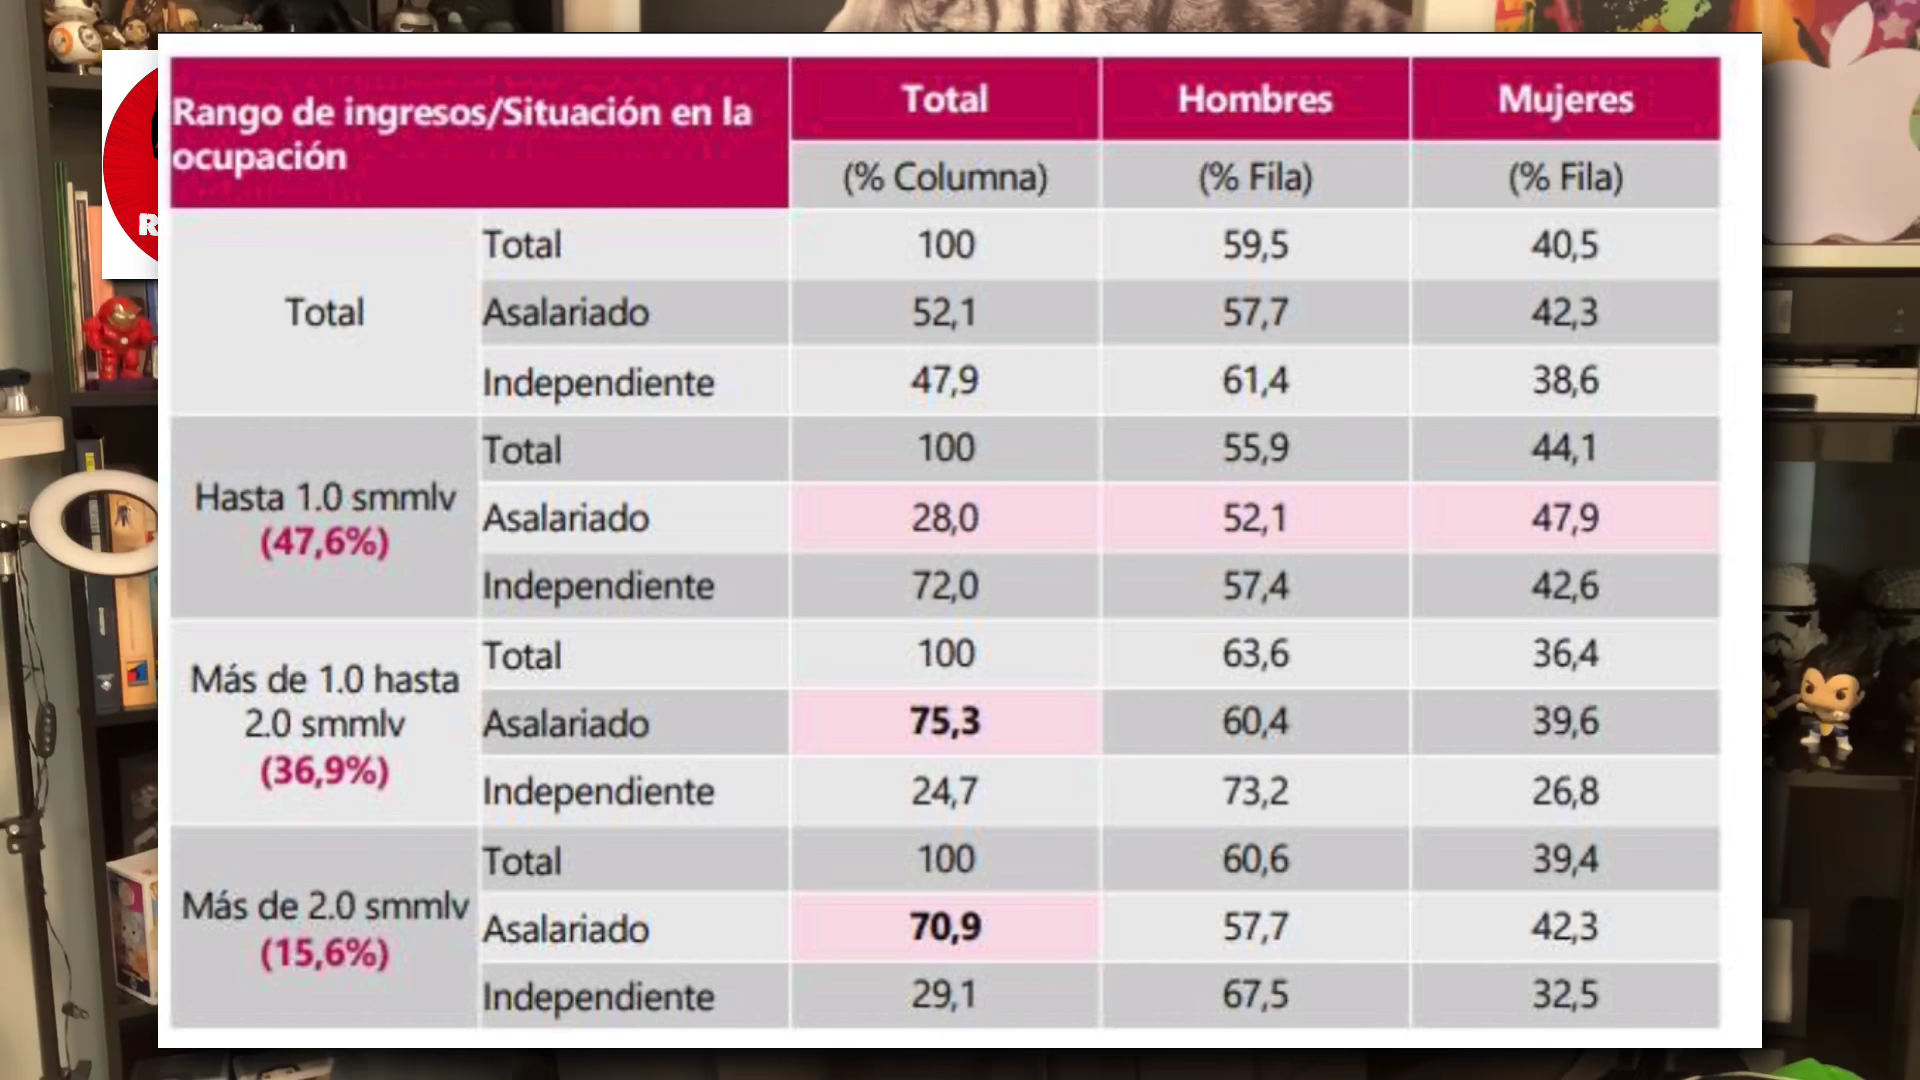 Rango de ingresos/Situación en la ocupación Total Hombres Mujeres
(% Columna) (% Fila) (% Fila)
Total
Total 100 59,5 40,5
Asalariado 52,1 57,7 42,3
Independiente 47,9 61,4 38,6
Hasta 1.0 smmlv
(47,6%)
Total 100 55,9 44,1
Asalariado 28,0 52,1 47,9
Independiente 72,0 57,4 42,6
Más de 1.0 hasta
2.0 smmlv
(36,9%)
Total 100 63,6 36,4
Asalariado 75,3 60,4 39,6
Independiente 24,7 73,2 26,8
Más de 2.0 smmlv
(15,6%)
Total 100 60,6 39,4
Asalariado 70,9 57,7 42,3
Independiente 29,1 67,5 32,5